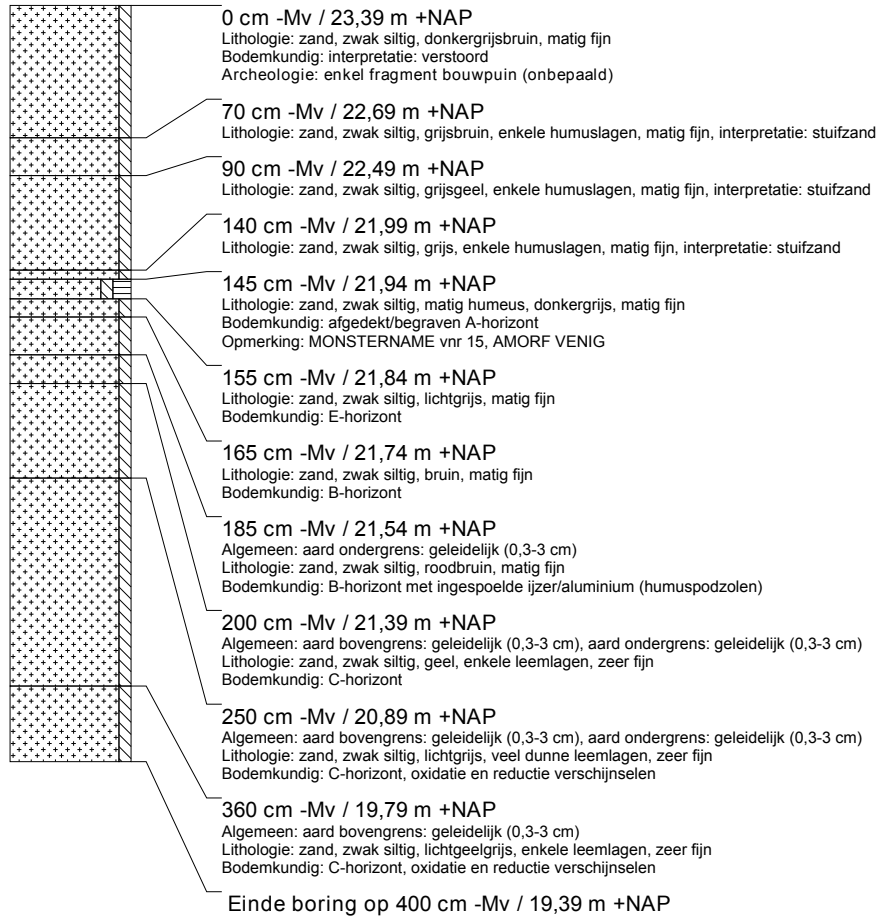 0 cm -Mv / 23,39 m +NAP
Lithologie: zand, zwak siltig, donkergrijsbruin, matig fijn
Bodemkundig: interpretatie: verstoord
Archeologie: enkel fragment bouwpuin (onbepaald)
70 cm -Mv / 22,69 m +NAP
Lithologie: zand, zwak siltig, grijsbruin, enkele humuslagen, matig fijn, interpretatie: stuifzand
90 cm -Mv / 22,49 m +NAP
Lithologie: zand, zwak siltig, grijsgeel, enkele humuslagen, matig fijn, interpretatie: stuifzand
140 cm -Mv / 21,99 m +NAP
Lithologie: zand, zwak siltig, grijs, enkele humuslagen, matig fijn, interpretatie: stuifzand
145 cm -Mv / 21,94 m +NAP
Lithologie: zand, zwak siltig, matig humeus, donkergrijs, matig fijn
Bodemkundig: afgedekt/begraven A-horizont
Opmerking: MONSTERNAME vnr 15, AMORF VENIG
155 cm -Mv / 21,84 m +NAP
Lithologie: zand, zwak siltig, lichtgrijs, matig fijn
Bodemkundig: E-horizont
165 cm -Mv / 21,74 m +NAP
Lithologie: zand, zwak siltig, bruin, matig fijn
Bodemkundig: B-horizont
185 cm -Mv / 21,54 m +NAP
Algemeen: aard ondergrens: geleidelijk (0,3-3 cm)
Lithologie: zand, zwak siltig, roodbruin, matig fijn
Bodemkundig: B-horizont met ingespoelde ijzer/aluminium (humuspodzolen)
200 cm -Mv / 21,39 m +NAP
Algemeen: aard bovengrens: geleidelijk (0,3-3 cm), aard ondergrens: geleidelijk (0,3-3 cm)
Lithologie: zand, zwak siltig, geel, enkele leemlagen, zeer fijn
Bodemkundig: C-horizont
250 cm -Mv / 20,89 m +NAP
Algemeen: aard bovengrens: geleidelijk (0,3-3 cm), aard ondergrens: geleidelijk (0,3-3 cm)
Lithologie: zand, zwak siltig, lichtgrijs, veel dunne leemlagen, zeer fijn
Bodemkundig: C-horizont, oxidatie en reductie verschijnselen
360 cm -Mv / 19,79 m +NAP
Algemeen: aard bovengrens: geleidelijk (0,3-3 cm)
Lithologie: zand, zwak siltig, lichtgeelgrijs, enkele leemlagen, zeer fijn
Bodemkundig: C-horizont, oxidatie en reductie verschijnselen
Einde boring op 400 cm -Mv / 19,39 m +NAP